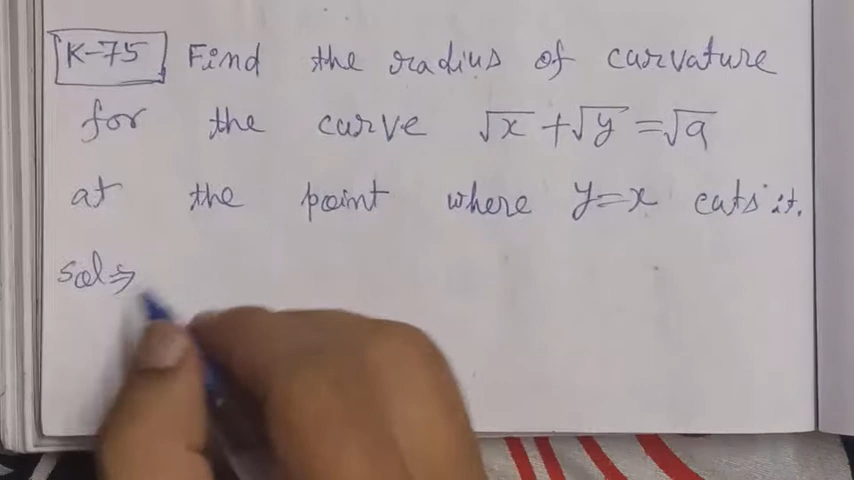 K-75 Find the radius of curvature
for the curve √x + √y = √a
at the point where y=x cuts it.
Sol⇒